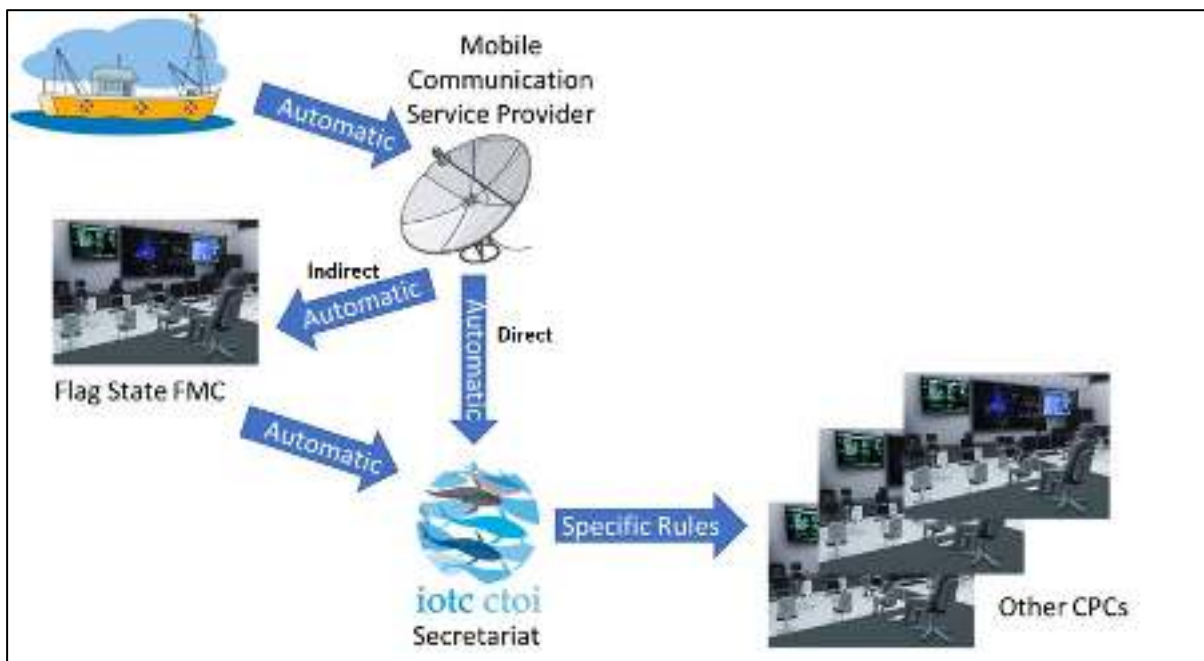 Mobile
Communication
Service Provider
Automatic
Indirect
Automatic
Automatic
Direct
Flag State FMC
Automatic
iotc ctoi
Secretariat
Specific Rules
Other CPCs